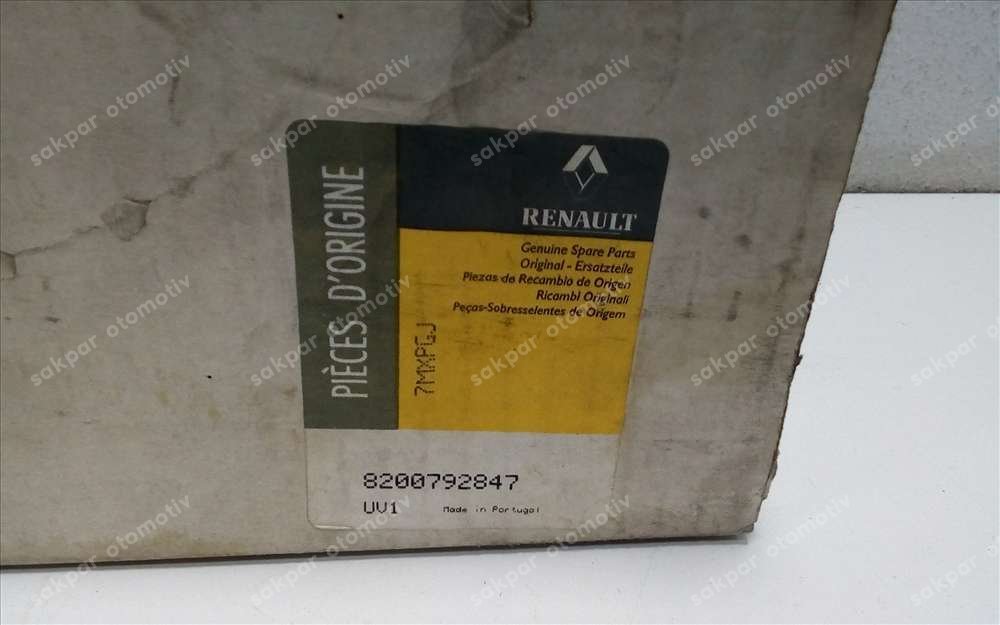 PIÈCES D'ORIGINE
RENAULT
Genuine Spare Parts
Original - Ersatzteile
Piezas de Recambio de Origen
Ricambi Originali
Peças-Sobresselentes de Origem
7MXPGJ
8200792847
UV1 Made in Portugal
sakpar otomotiv